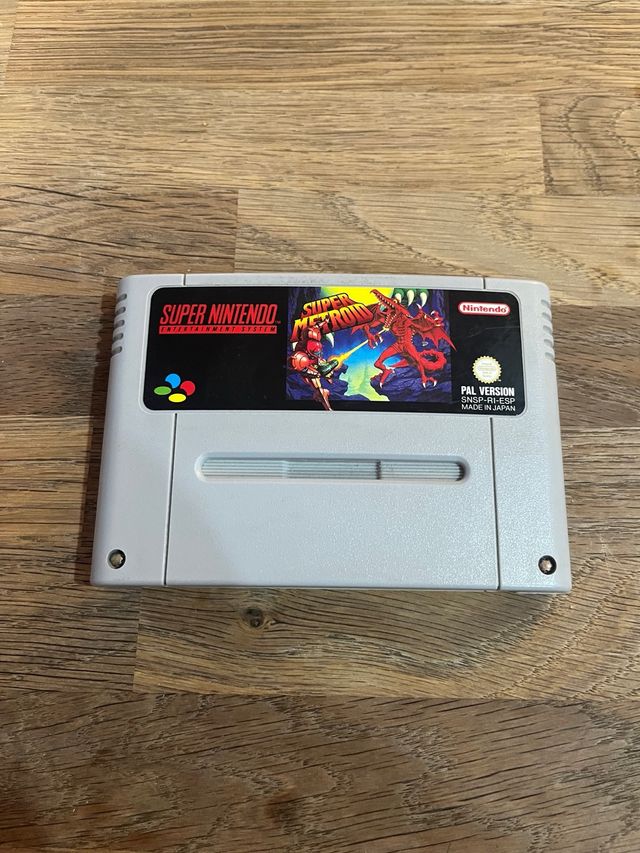 SUPER NINTENDO
ENTERTAINMENT SYSTEM
SUPER
METROID
Nintendo
PAL VERSION
SNSP-RI-ESP
MADE IN JAPAN